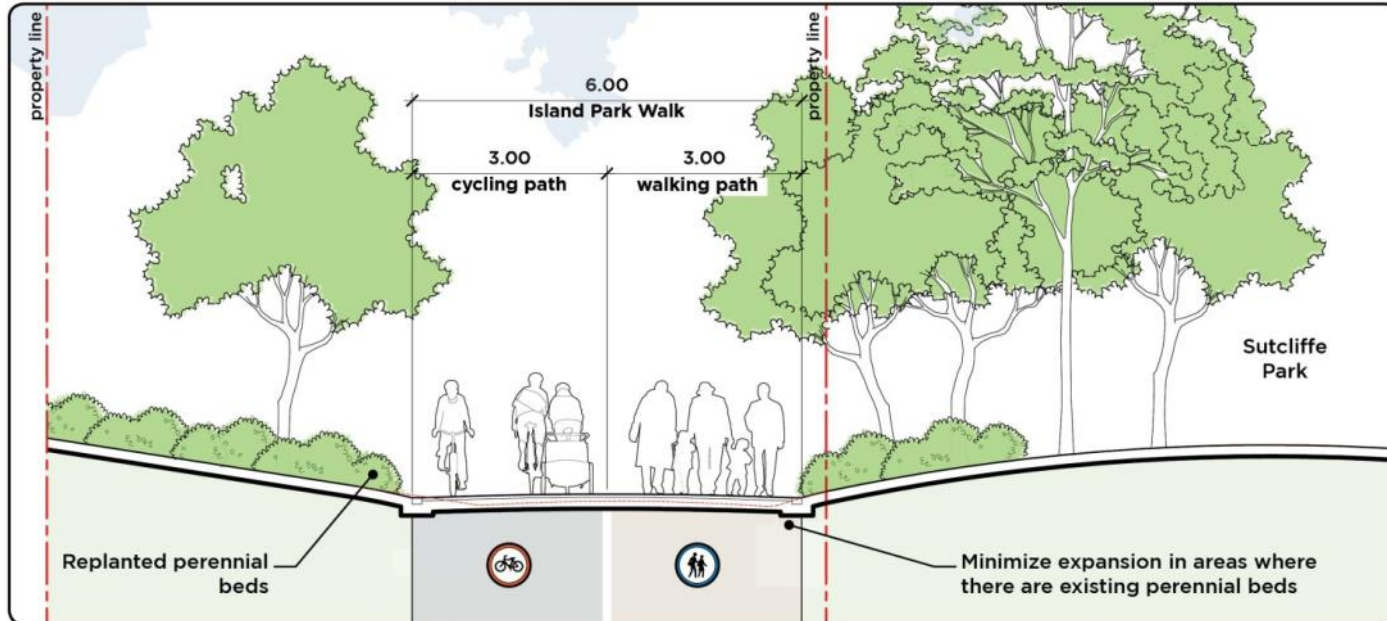 property line
property line
6.00
Island Park Walk
3.00
3.00
cycling path
walking path
Sutcliffe
Park
Replanted perennial
beds
Minimize expansion in areas where
there are existing perennial beds